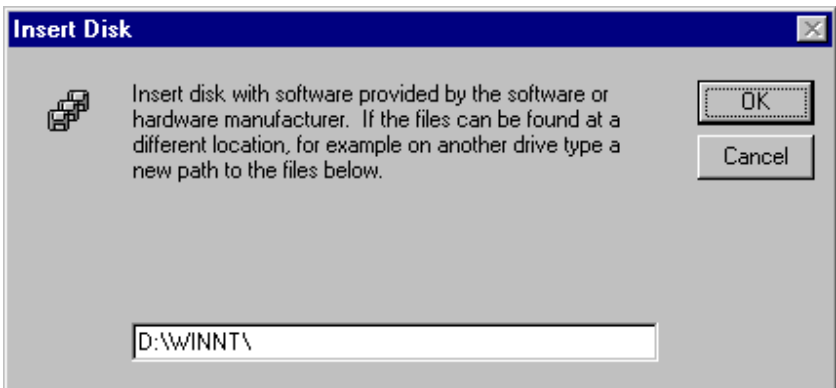 Insert Disk
Insert disk with software provided by the software or
hardware manufacturer. If the files can be found at a
different location, for example on another drive type a
new path to the files below.
OK
Cancel
D:\WINNT\